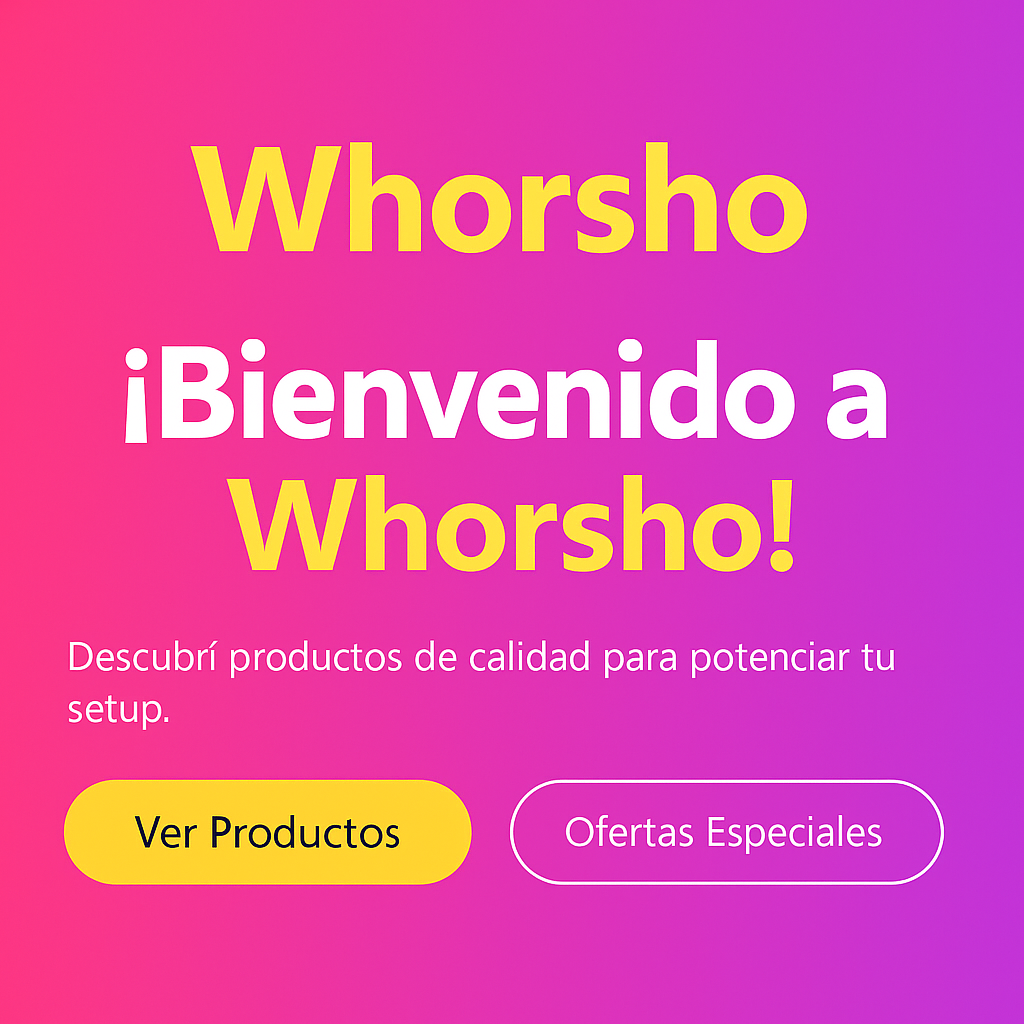 Whorsho
¡Bienvenido a
Whorsho!
Descubrí productos de calidad para potenciar tu
setup.
Ver Productos
Ofertas Especiales